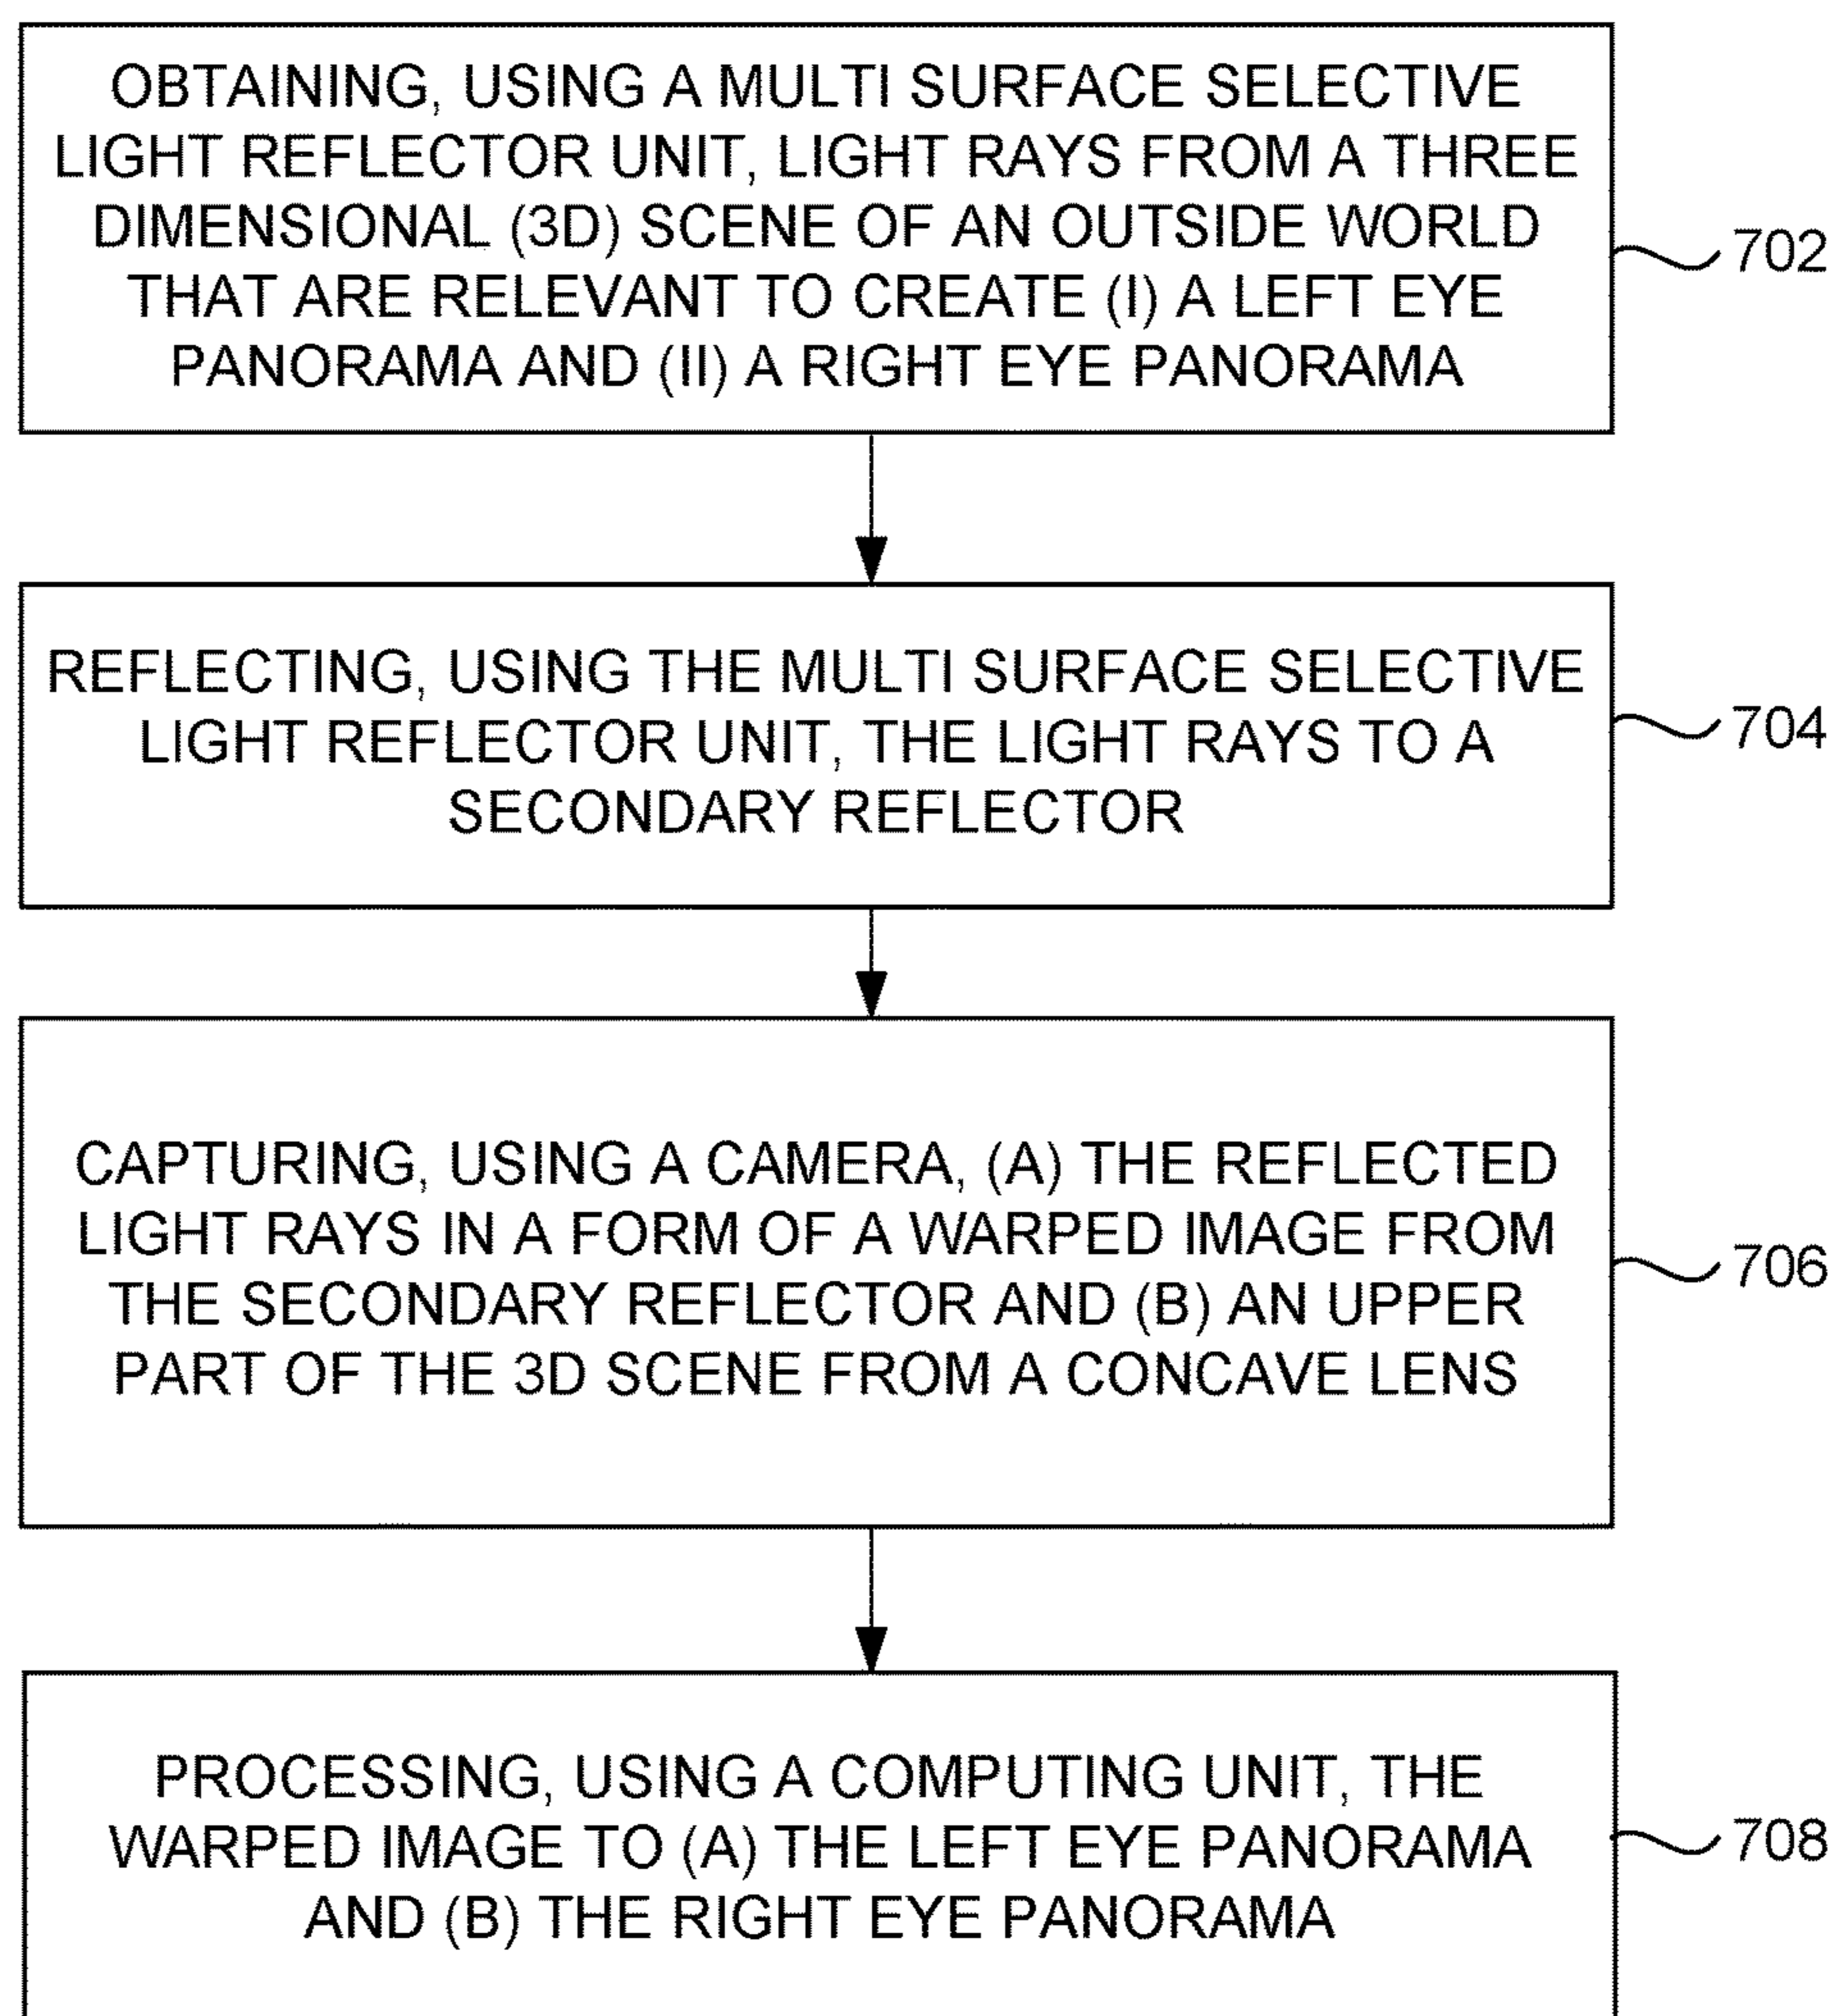 OBTAINING, USING A MULTI SURFACE SELECTIVE
LIGHT REFLECTOR UNIT, LIGHT RAYS FROM A THREE
DIMENSIONAL (3D) SCENE OF AN OUTSIDE WORLD
THAT ARE RELEVANT TO CREATE (I) A LEFT EYE
PANORAMA AND (II) A RIGHT EYE PANORAMA
702
REFLECTING, USING THE MULTI SURFACE SELECTIVE
LIGHT REFLECTOR UNIT, THE LIGHT RAYS TO A
SECONDARY REFLECTOR
704
CAPTURING, USING A CAMERA, (A) THE REFLECTED
LIGHT RAYS IN A FORM OF A WARPED IMAGE FROM
THE SECONDARY REFLECTOR AND (B) AN UPPER
PART OF THE 3D SCENE FROM A CONCAVE LENS
706
PROCESSING, USING A COMPUTING UNIT, THE
WARPED IMAGE TO (A) THE LEFT EYE PANORAMA
AND (B) THE RIGHT EYE PANORAMA
708